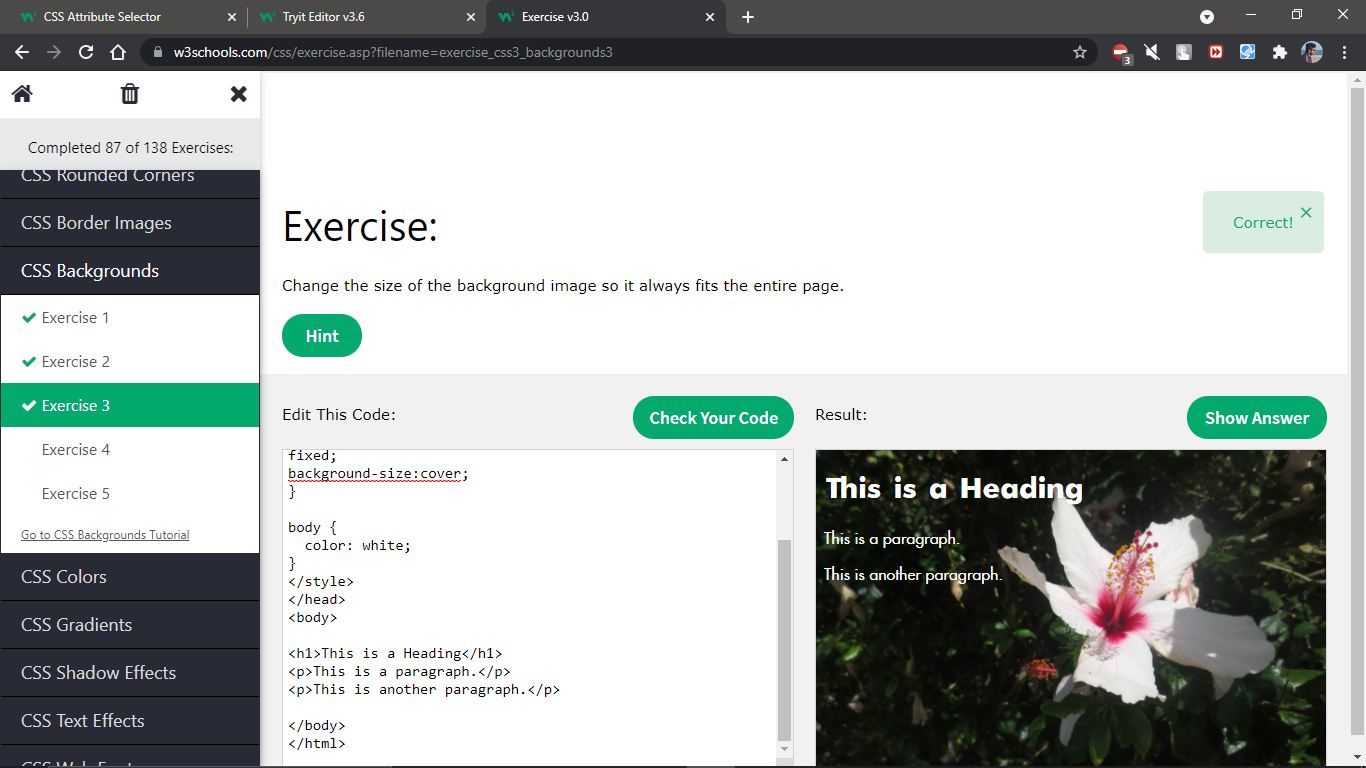 CSS Attribute Selector
Tryit Editor v3.6
Exercise v3.0
w3schools.com/css/exercise.asp?filename=exercise_css3_backgrounds3
3
Completed 87 of 138 Exercises:
CSS Rounded Corners
CSS Border Images
CSS Backgrounds
Exercise 1
Exercise 2
Exercise 3
Exercise 4
Exercise 5
Go to CSS Backgrounds Tutorial
CSS Colors
CSS Gradients
CSS Shadow Effects
CSS Text Effects
Exercise:
Correct!
Change the size of the background image so it always fits the entire page.
Hint
Edit This Code:
Check Your Code
fixed;
background-size:cover;
}
body {
color: white;
}
</style>
</head>
<body>
<h1>This is a Heading</h1>
<p>This is a paragraph.</p>
<p>This is another paragraph.</p>
</body>
</html>
Result:
Show Answer
This is a Heading
This is a paragraph.
This is another paragraph.